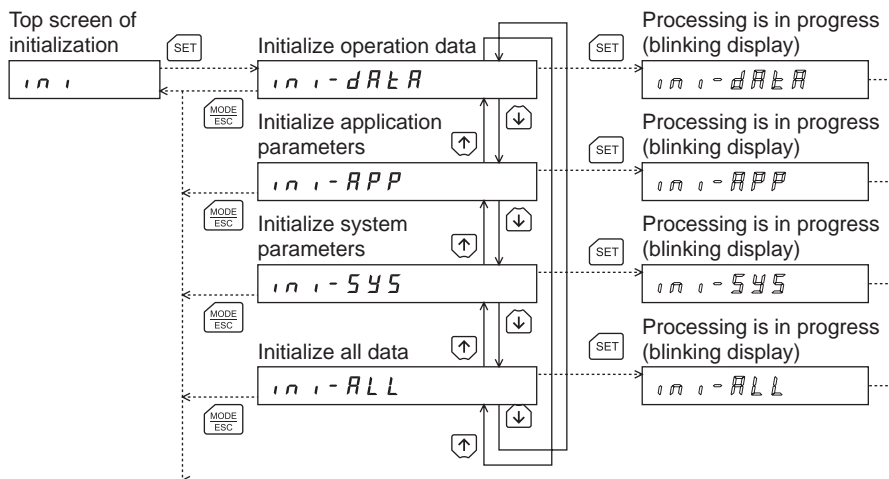 Top screen of
initialization
SET
ini
Initialize operation data
ini-dAtA
SET
Processing is in progress
(blinking display)
ini-dAtA
MODE
ESC
Initialize application
parameters
ini-APP
SET
Processing is in progress
(blinking display)
ini-APP
MODE
ESC
Initialize system
parameters
ini-SYS
SET
Processing is in progress
(blinking display)
ini-SYS
MODE
ESC
Initialize all data
ini-ALL
SET
Processing is in progress
(blinking display)
ini-ALL
MODE
ESC